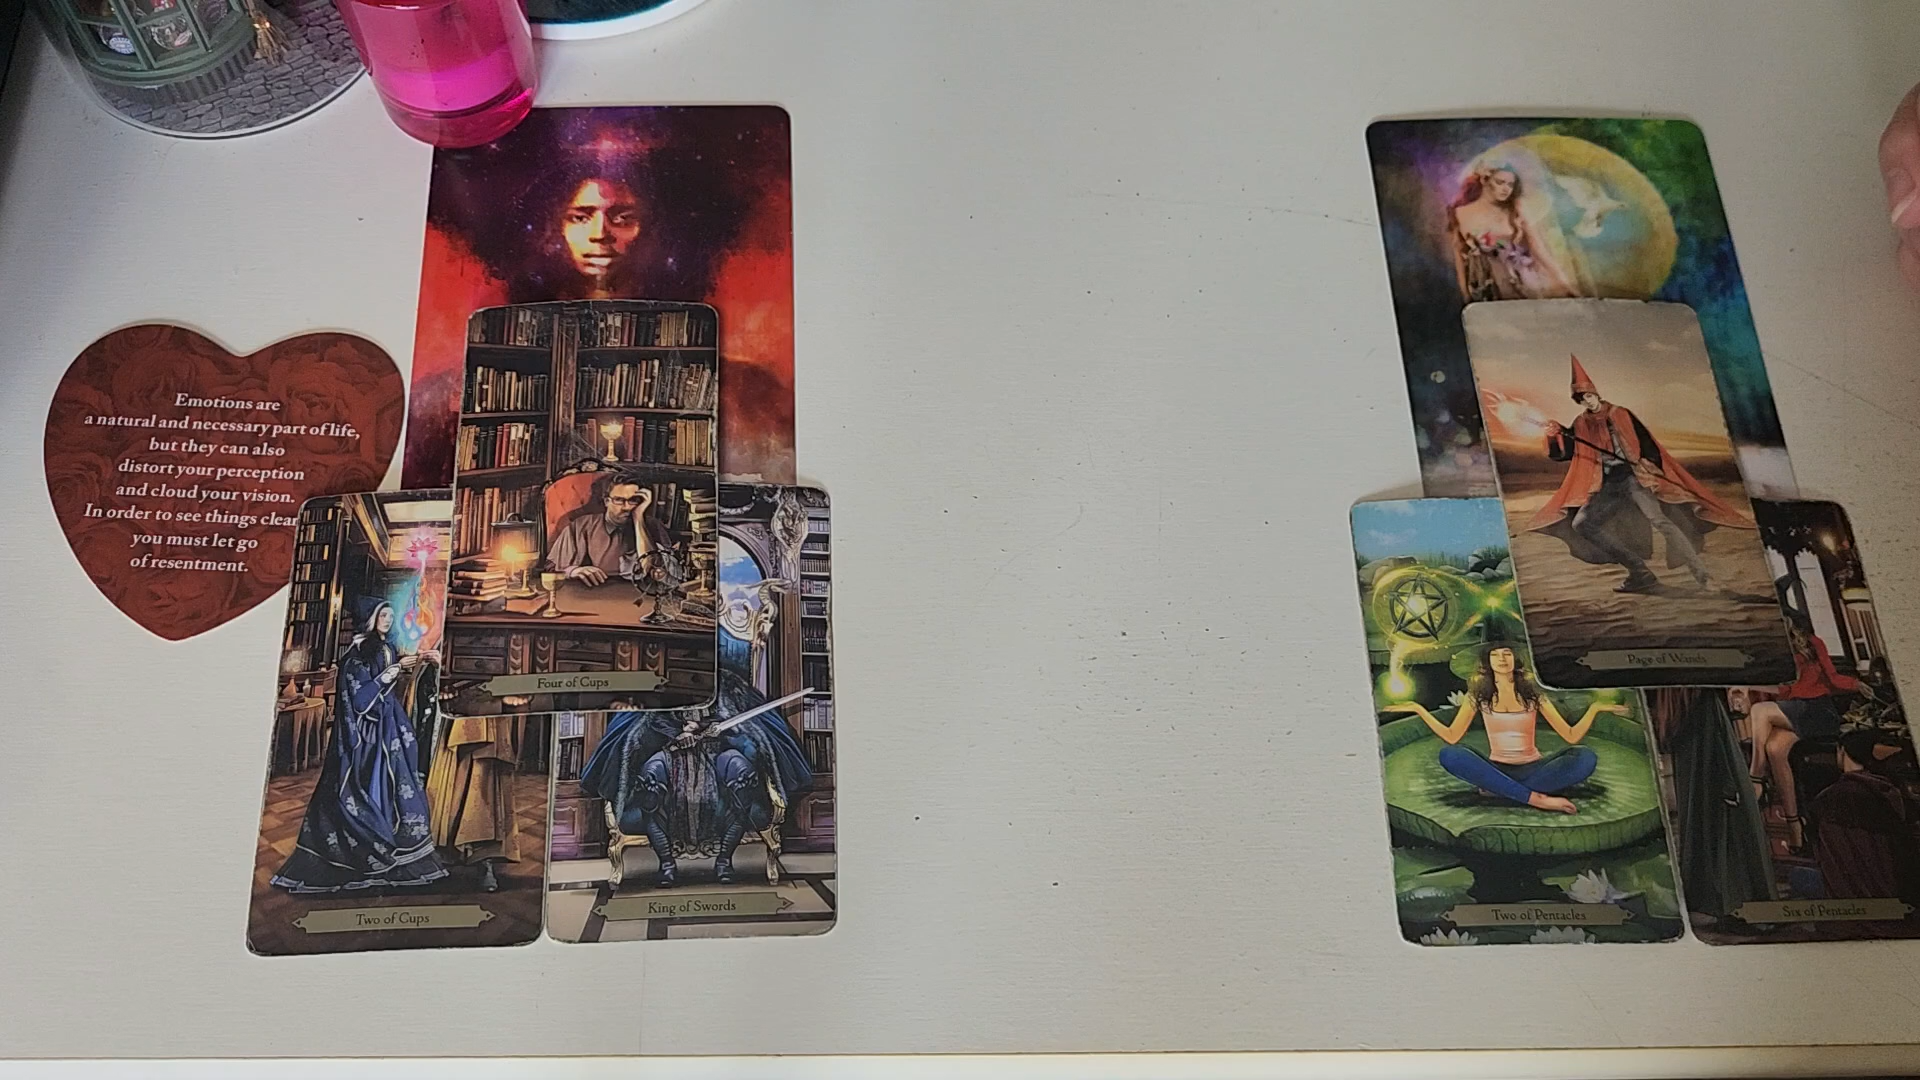 Emotions are
a natural and necessary part of life,
but they can also
distort your perception
and cloud your vision.
In order to see things clear
you must let go
of resentment.
Four of Cups
Two of Cups
King of Swords
Page of Wands
Two of Pentacles
Six of Pentacles